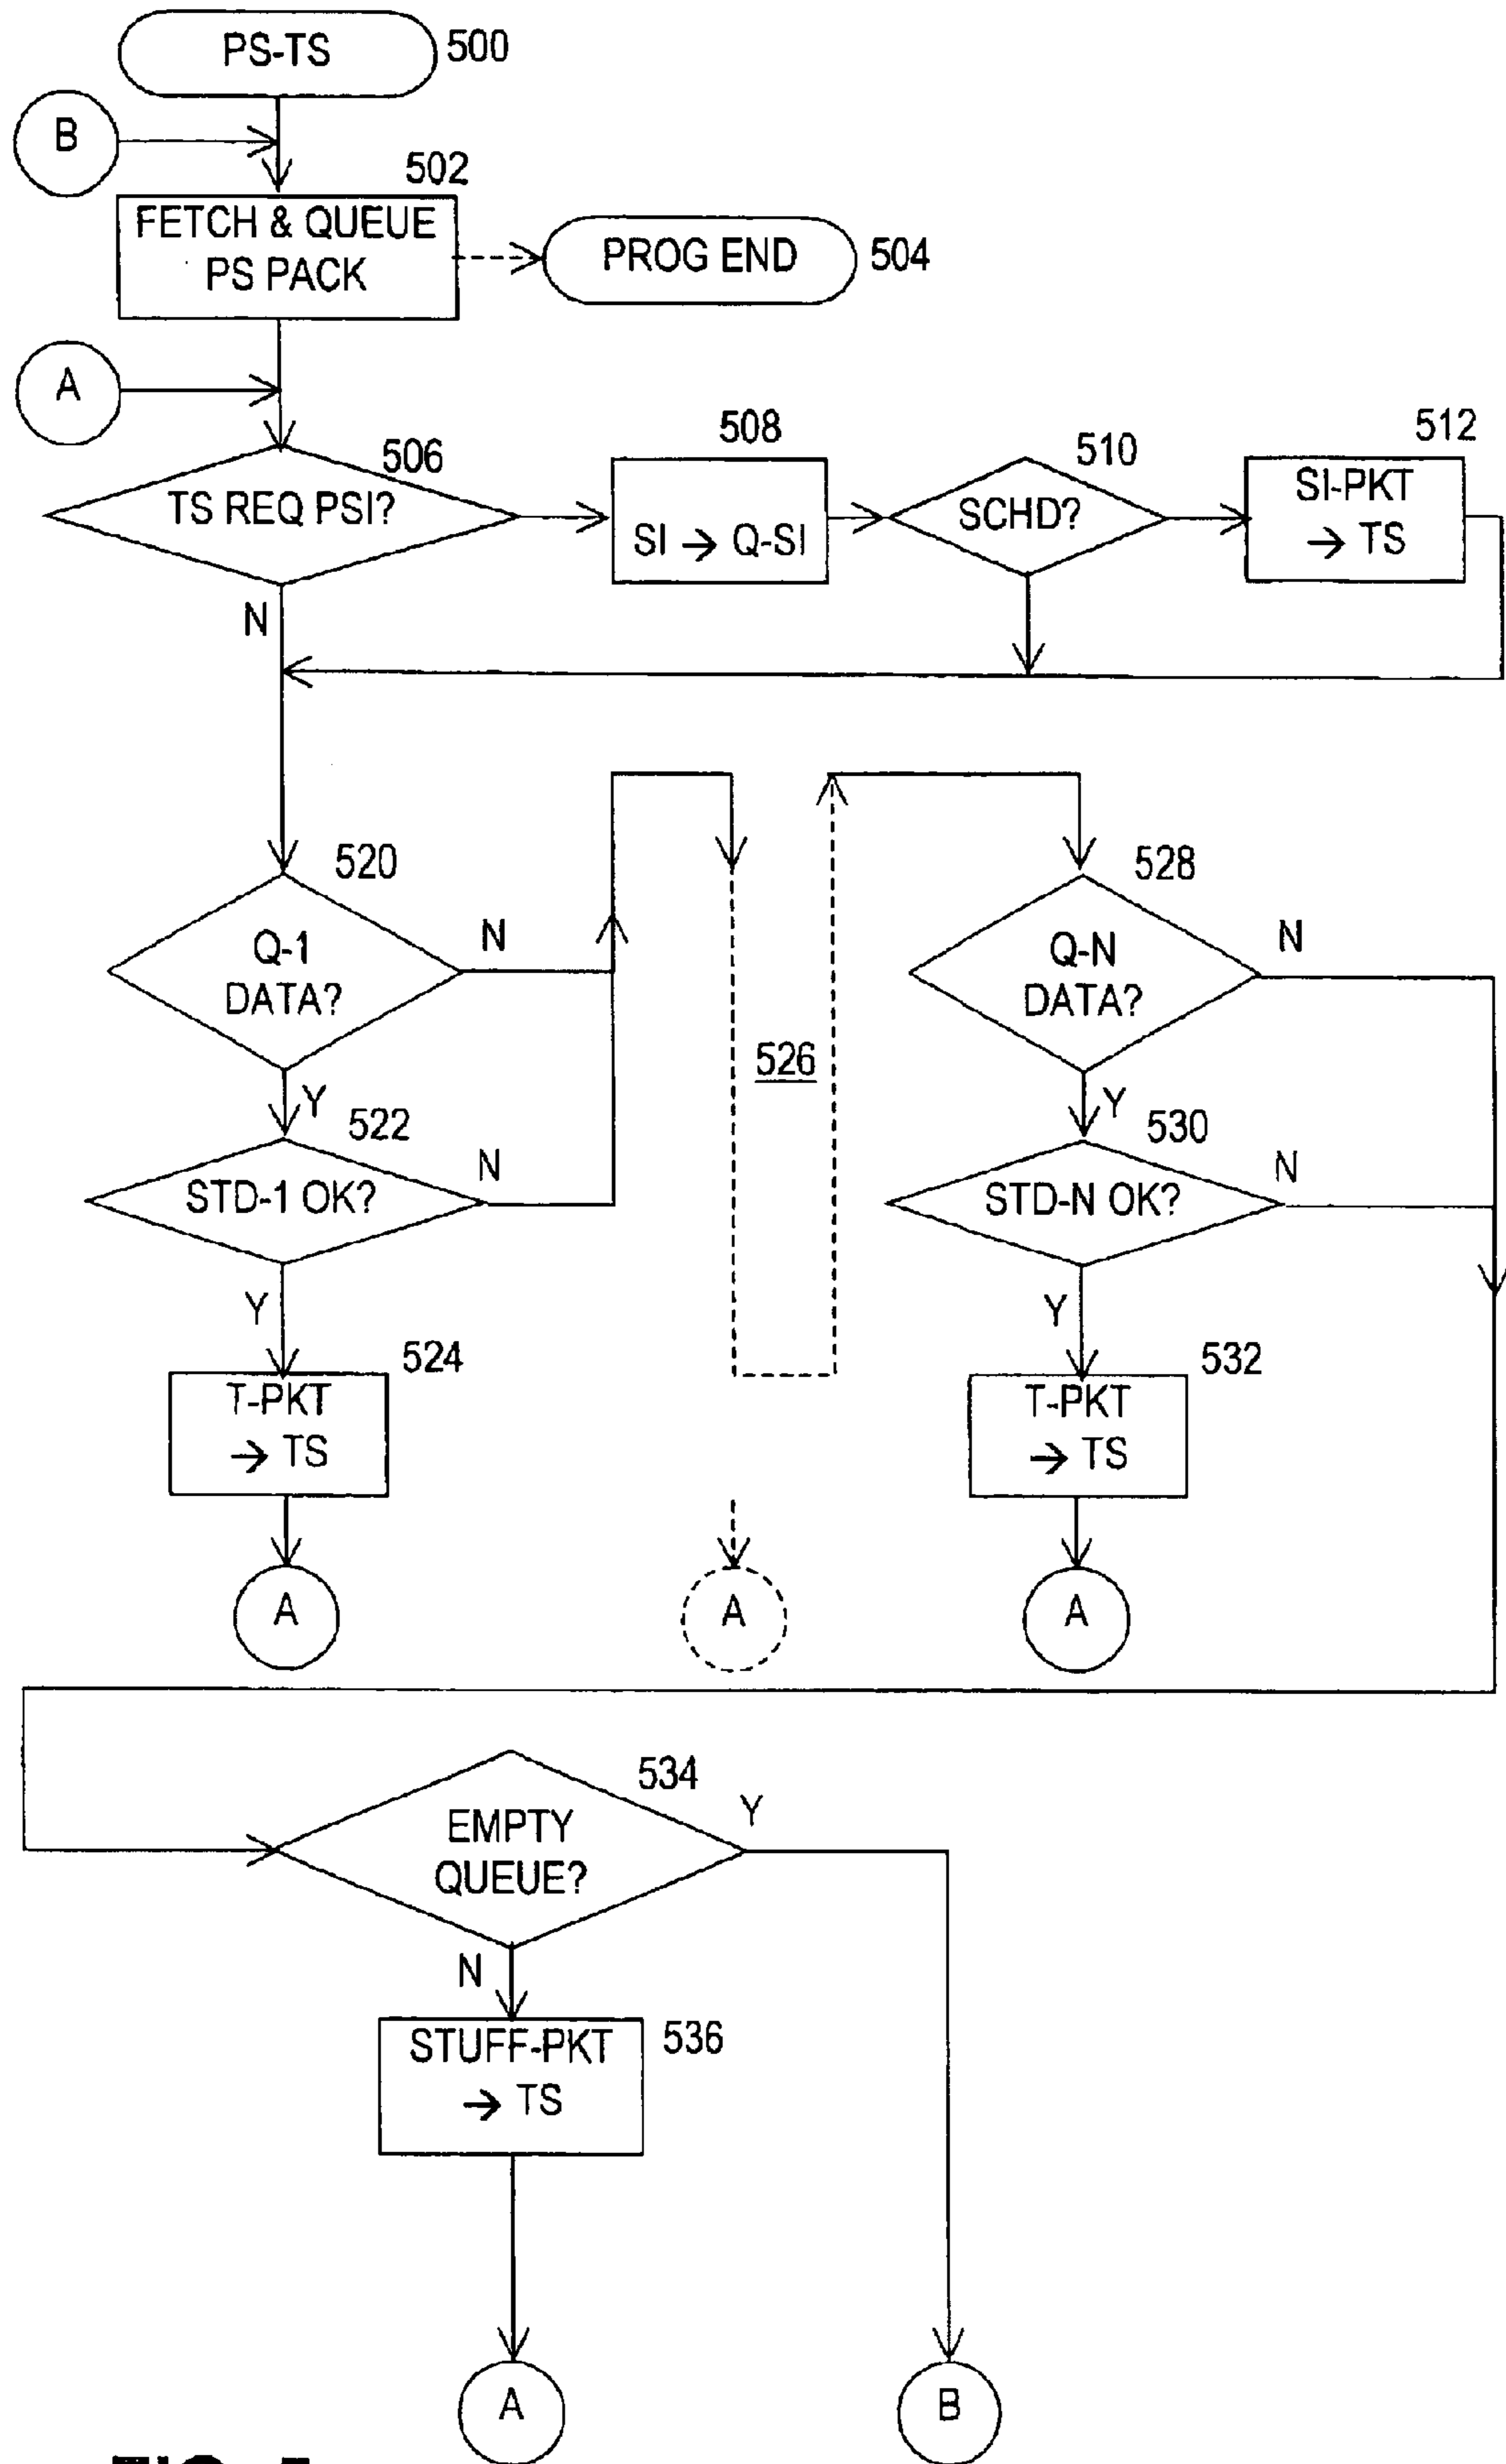 PS-TS
500
B
502
FETCH & QUEUE
PS PACK
PROG END
504
A
506
TS REQ PSI?
N
508
SI → Q-SI
510
SCHD?
512
SI-PKT
→ TS
520
Q-1
DATA?
N
Y
522
STD-1 OK?
N
Y
524
T-PKT
→ TS
A
526
A
528
Q-N
DATA?
N
Y
530
STD-N OK?
N
Y
532
T-PKT
→ TS
A
534
EMPTY
QUEUE?
Y
N
STUFF-PKT
→ TS
536
A
B